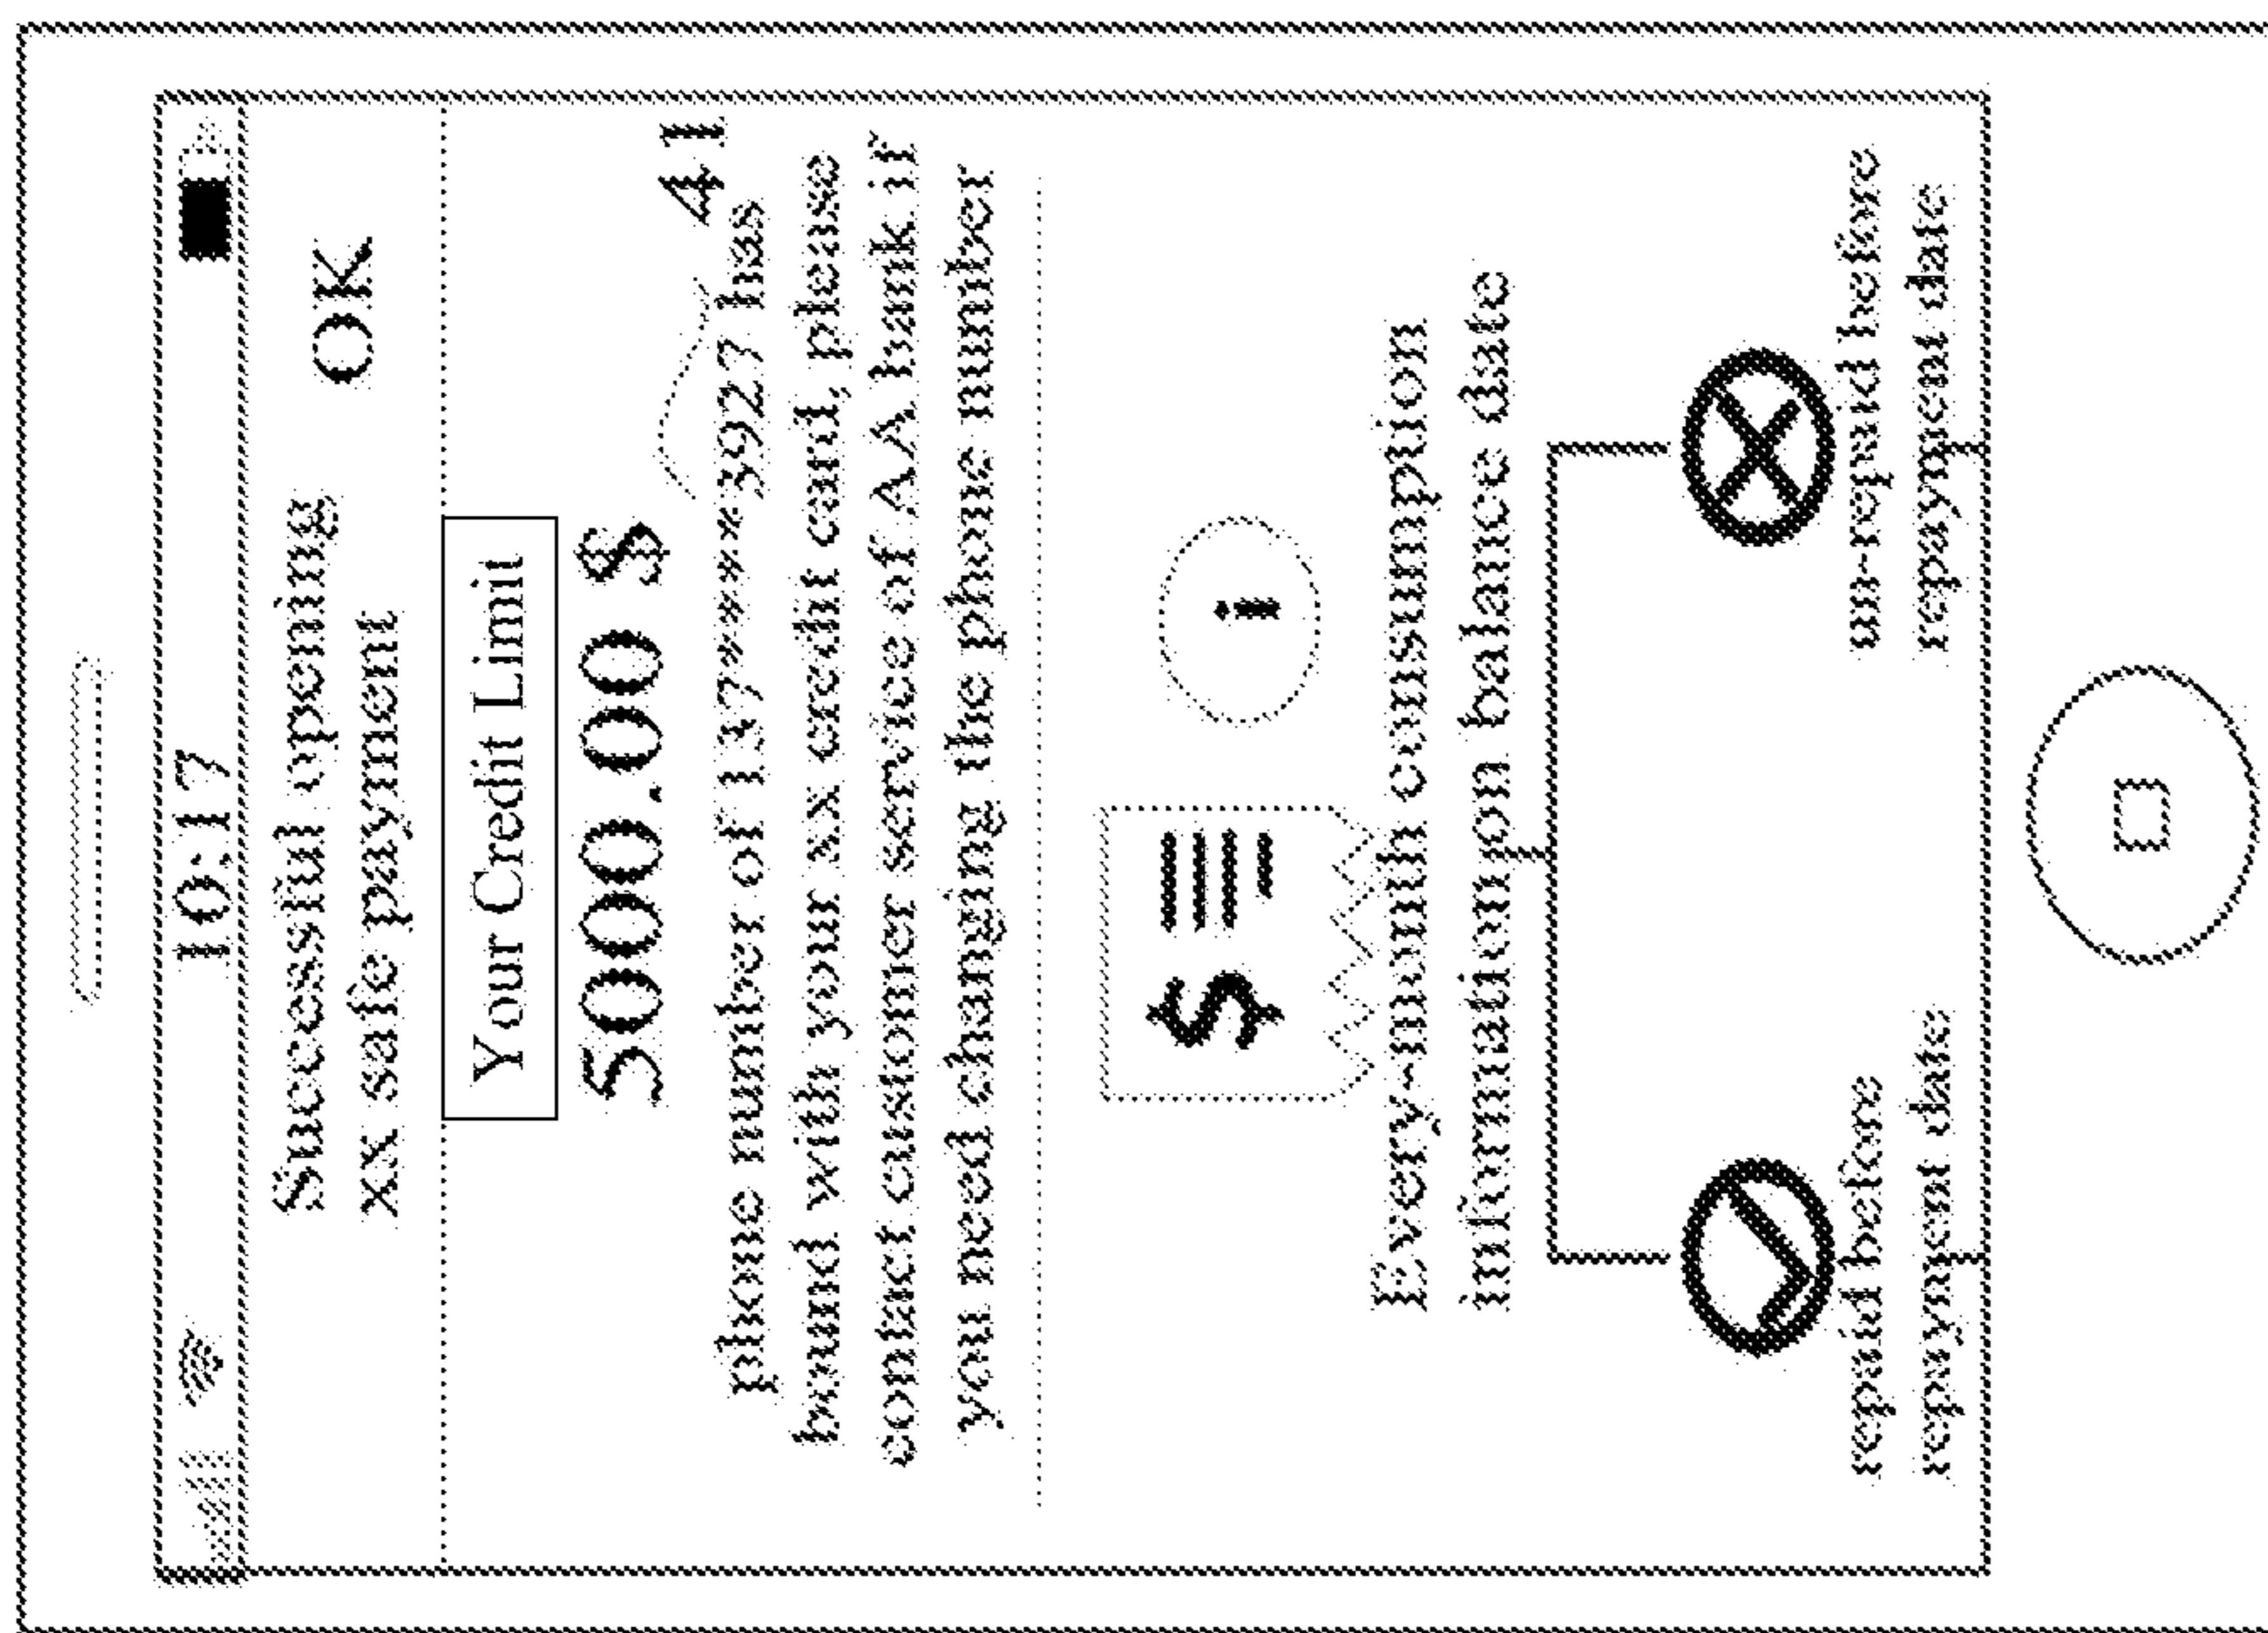 10:17
Successful opening
xx safe payment
OK
Your Credit Limit
5000.00 $
41
phone number of 137****3927 has
bound with your xx credit card, please
contact customer service of AA bank if
you need changing the phone number
$
i
Every-month consumption
information on balance date
repaid before
repayment date
un-repaid before
repayment date